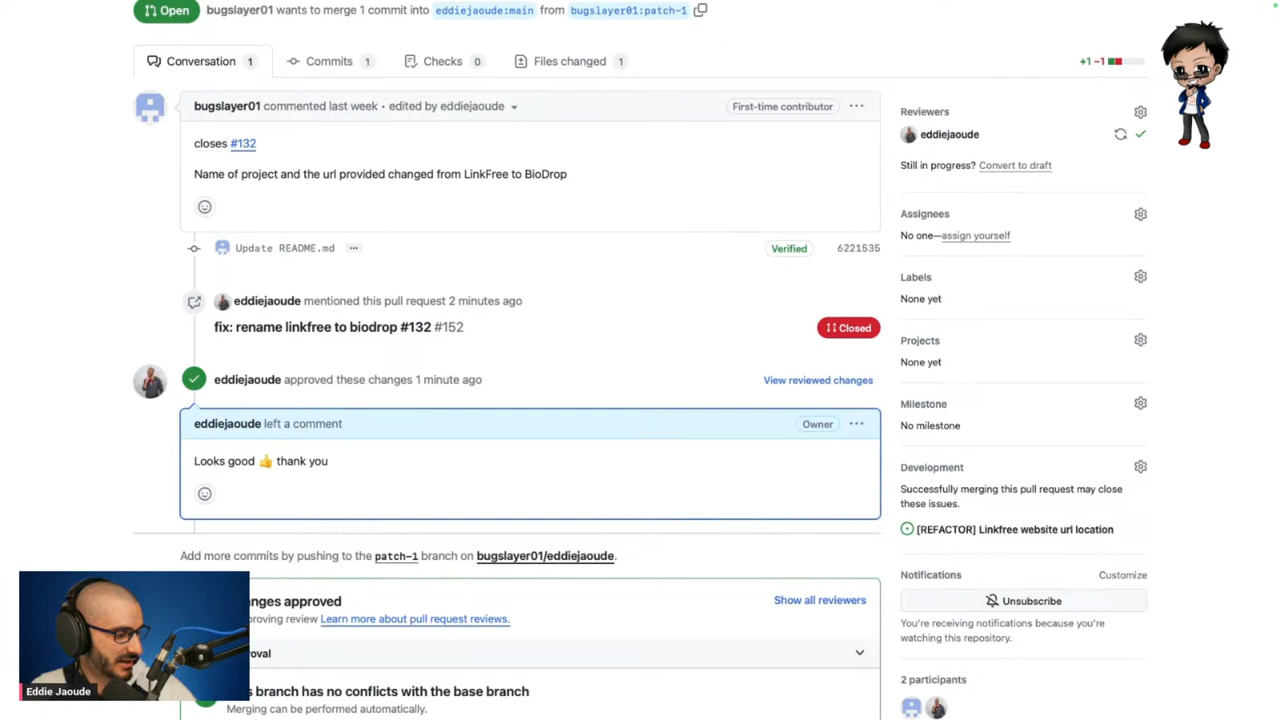 Open bugslayer01 wants to merge 1 commit into eddiejaoude:main from bugslayer01:patch-1
Conversation 1 Commits 1 Checks 0 Files changed 1 +1 −1
bugslayer01 commented last week • edited by eddiejaoude First-time contributor
closes #132
Name of project and the url provided changed from LinkFree to BioDrop
Update README.md Verified 6221535
eddiejaoude mentioned this pull request 2 minutes ago
fix: rename linkfree to biodrop #132 #152 Closed
eddiejaoude approved these changes 1 minute ago View reviewed changes
eddiejaoude left a comment Owner
Looks good 👍 thank you
Add more commits by pushing to the patch-1 branch on bugslayer01/eddiejaoude.
anges approved Show all reviewers
proving review Learn more about pull request reviews.
oval
s branch has no conflicts with the base branch
Merging can be performed automatically.
Reviewers
eddiejaoude
Still in progress? Convert to draft
Assignees
No one—assign yourself
Labels
None yet
Projects
None yet
Milestone
No milestone
Development
Successfully merging this pull request may close
these issues.
[REFACTOR] Linkfree website url location
Notifications Customize
Unsubscribe
You're receiving notifications because you're
watching this repository.
2 participants
Eddie Jaoude